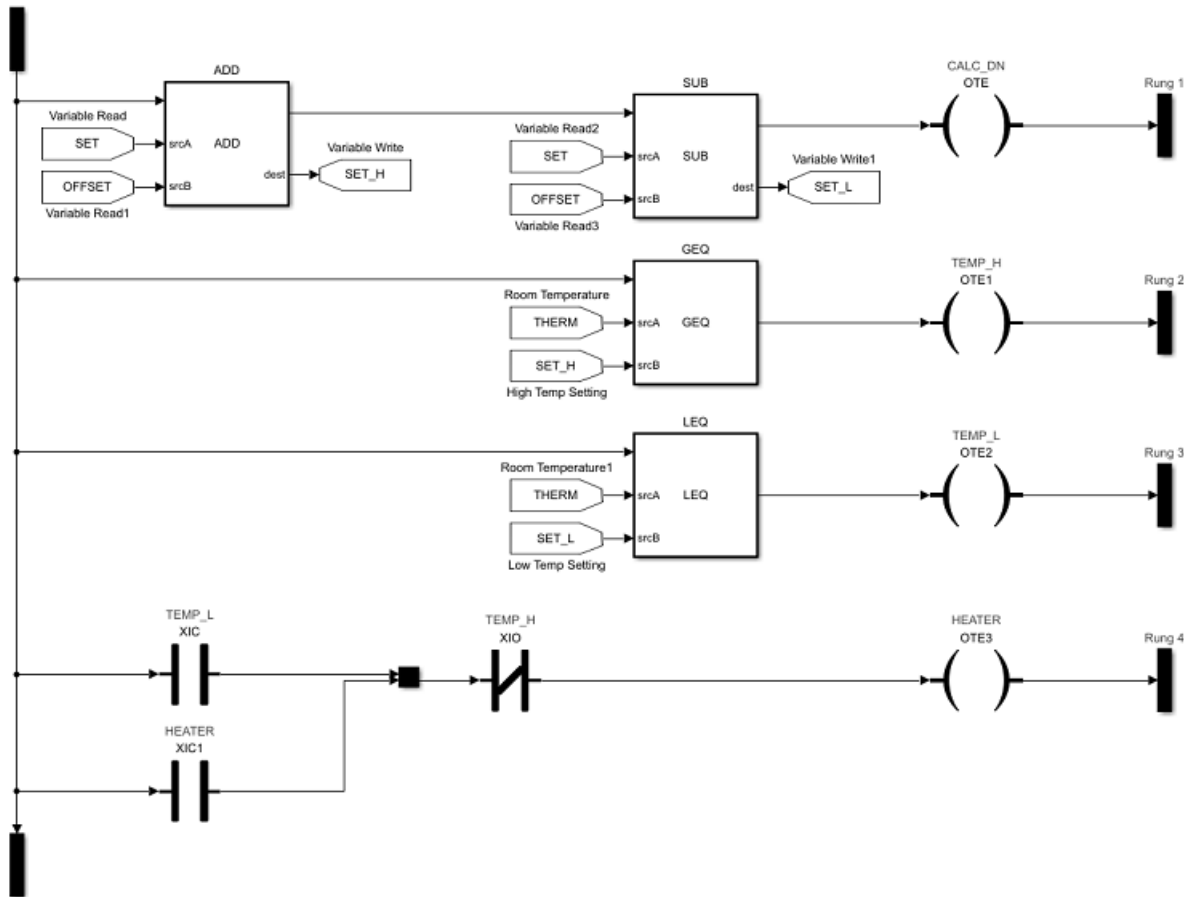 ADD
Variable Read
SET
srcA
ADD
OFFSET
srcB
Variable Read1
dest
Variable Write
SET_H
SUB
Variable Read2
SET
srcA
SUB
OFFSET
srcB
Variable Read3
dest
Variable Write1
SET_L
CALC_DN
OTE
Rung 1
GEQ
Room Temperature
THERM
srcA
GEQ
SET_H
srcB
High Temp Setting
TEMP_H
OTE1
Rung 2
LEQ
Room Temperature1
THERM
srcA
LEQ
SET_L
srcB
Low Temp Setting
TEMP_L
OTE2
Rung 3
TEMP_L
XIC
TEMP_H
XIO
HEATER
OTE3
Rung 4
HEATER
XIC1